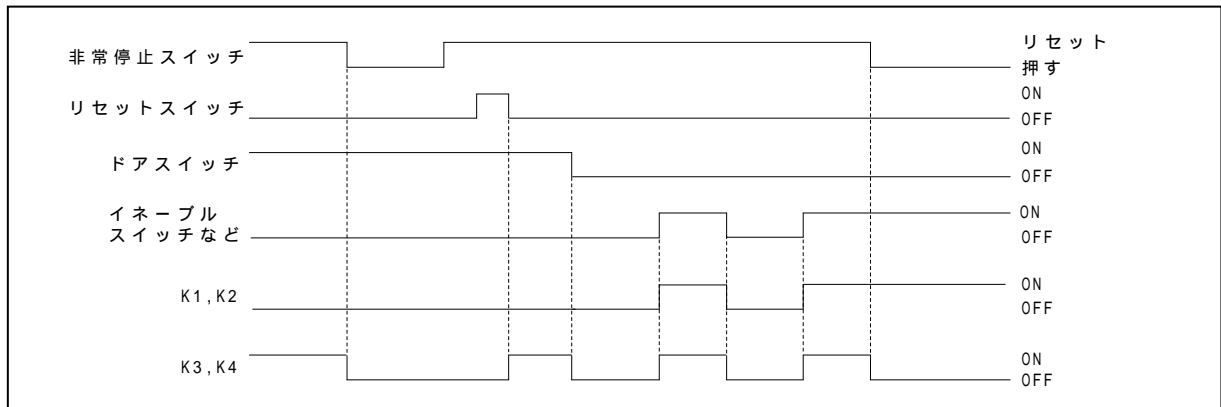 非常停止スイッチ
リセット
押す
リセットスイッチ
ON
OFF
ドアスイッチ
ON
OFF
イネーブル
スイッチなど
ON
OFF
K1,K2
ON
OFF
K3,K4
ON
OFF